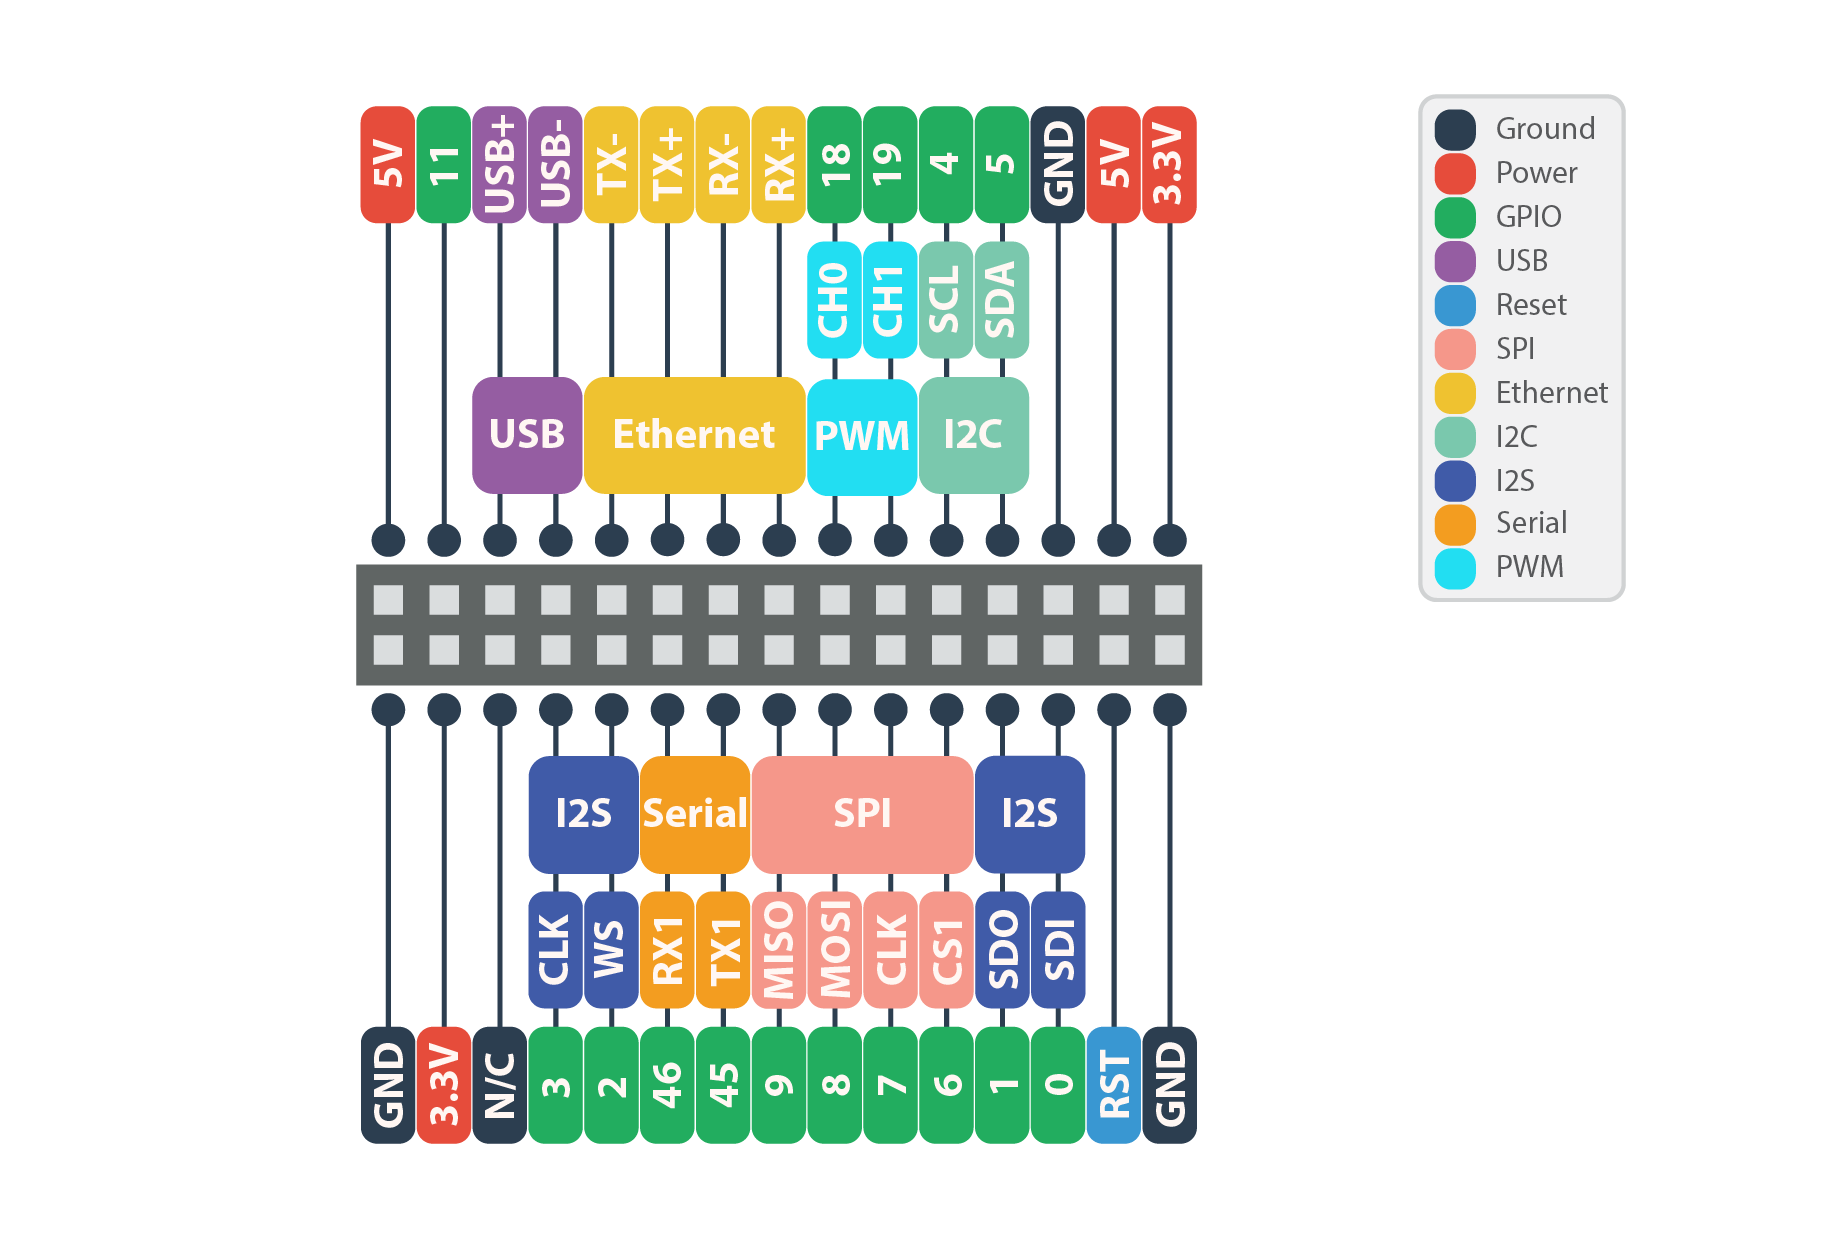 5V 11 USB+ USB- TX- TX+ RX- RX+ 18 19 4 5 GND 5V 3.3V
CH0 CH1 SCL SDA
USB Ethernet PWM I2C
I2S Serial SPI I2S
CLK WS RX1 TX1 MISO MOSI CLK CS1 SDO SDI
GND 3.3V N/C 3 2 46 45 9 8 7 6 1 0 RST GND
Ground
Power
GPIO
USB
Reset
SPI
Ethernet
I2C
I2S
Serial
PWM